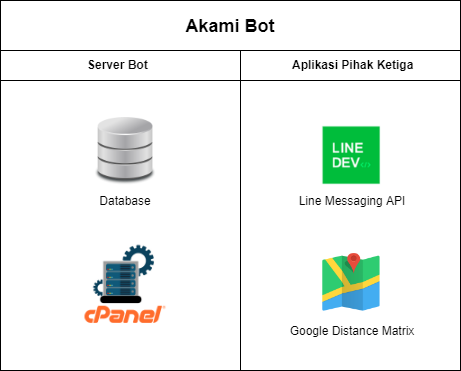 Akami Bot
Server Bot
Aplikasi Pihak Ketiga
LINE
DEV
Database
Line Messaging API
cPanel
Google Distance Matrix